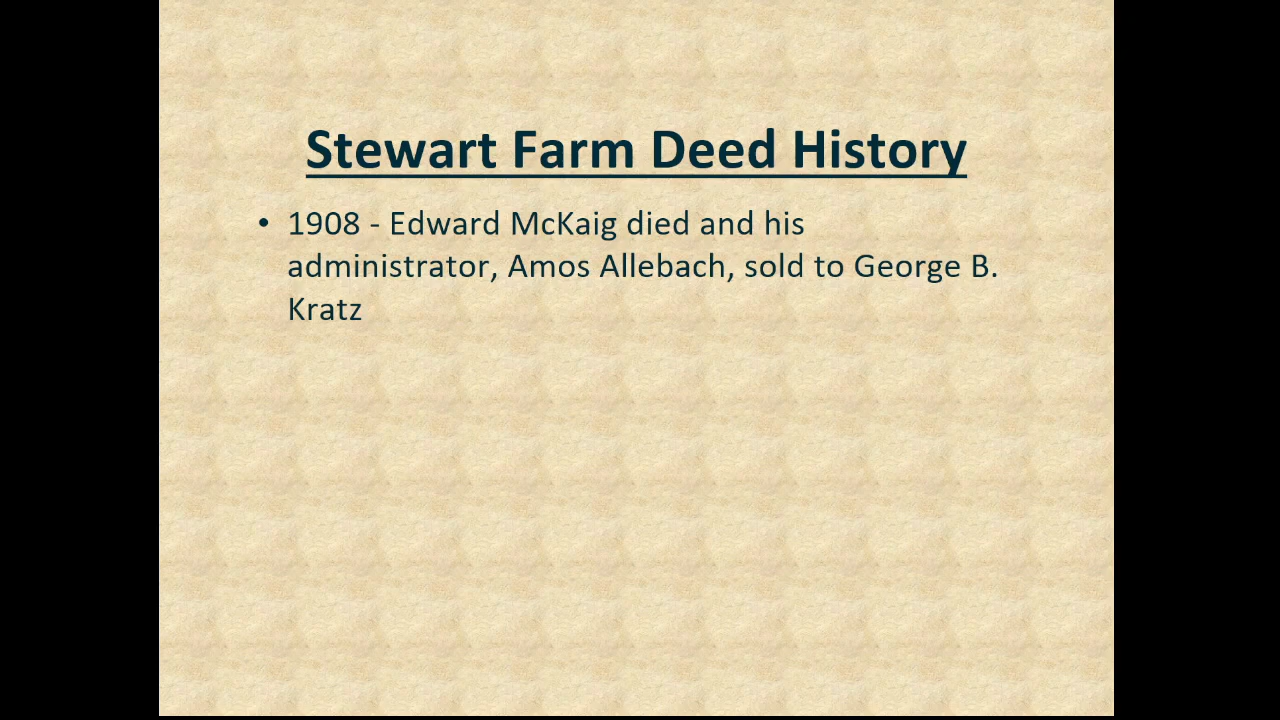 Stewart Farm Deed History
• 1908 - Edward McKaig died and his
administrator, Amos Allebach, sold to George B.
Kratz